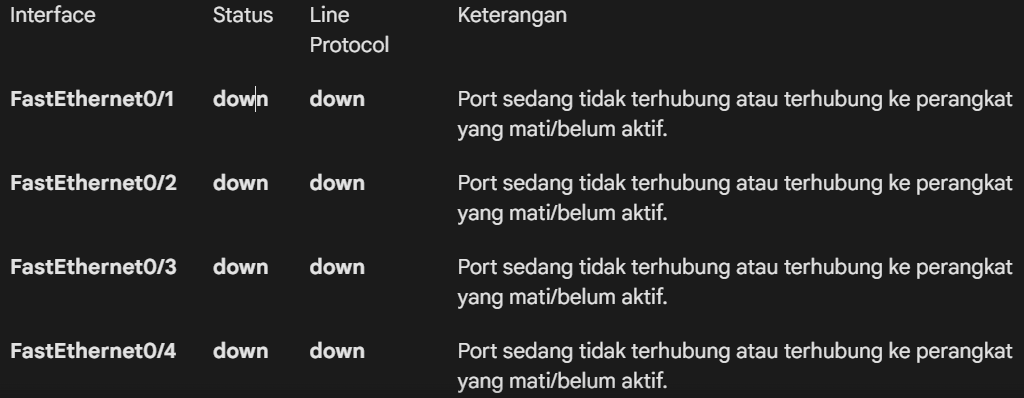 Interface Status Line Keterangan
Protocol
FastEthernet0/1 down down Port sedang tidak terhubung atau terhubung ke perangkat
yang mati/belum aktif.
FastEthernet0/2 down down Port sedang tidak terhubung atau terhubung ke perangkat
yang mati/belum aktif.
FastEthernet0/3 down down Port sedang tidak terhubung atau terhubung ke perangkat
yang mati/belum aktif.
FastEthernet0/4 down down Port sedang tidak terhubung atau terhubung ke perangkat
yang mati/belum aktif.